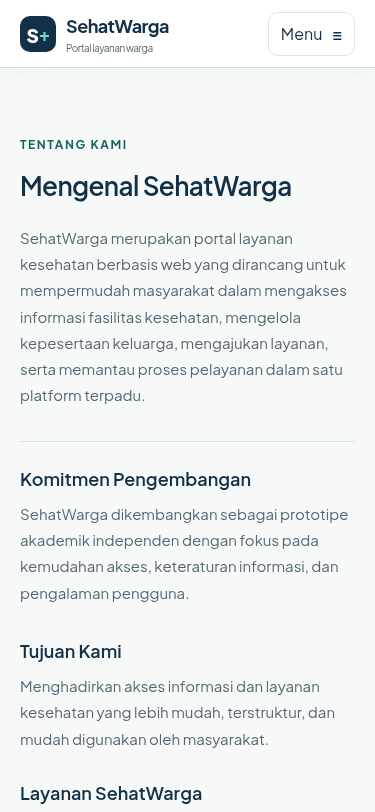 S+
SehatWarga
Portal layanan warga
Menu ≡
TENTANG KAMI
Mengenal SehatWarga
SehatWarga merupakan portal layanan
kesehatan berbasis web yang dirancang untuk
mempermudah masyarakat dalam mengakses
informasi fasilitas kesehatan, mengelola
kepesertaan keluarga, mengajukan layanan,
serta memantau proses pelayanan dalam satu
platform terpadu.
Komitmen Pengembangan
SehatWarga dikembangkan sebagai prototipe
akademik independen dengan fokus pada
kemudahan akses, keteraturan informasi, dan
pengalaman pengguna.
Tujuan Kami
Menghadirkan akses informasi dan layanan
kesehatan yang lebih mudah, terstruktur, dan
mudah digunakan oleh masyarakat.
Layanan SehatWarga